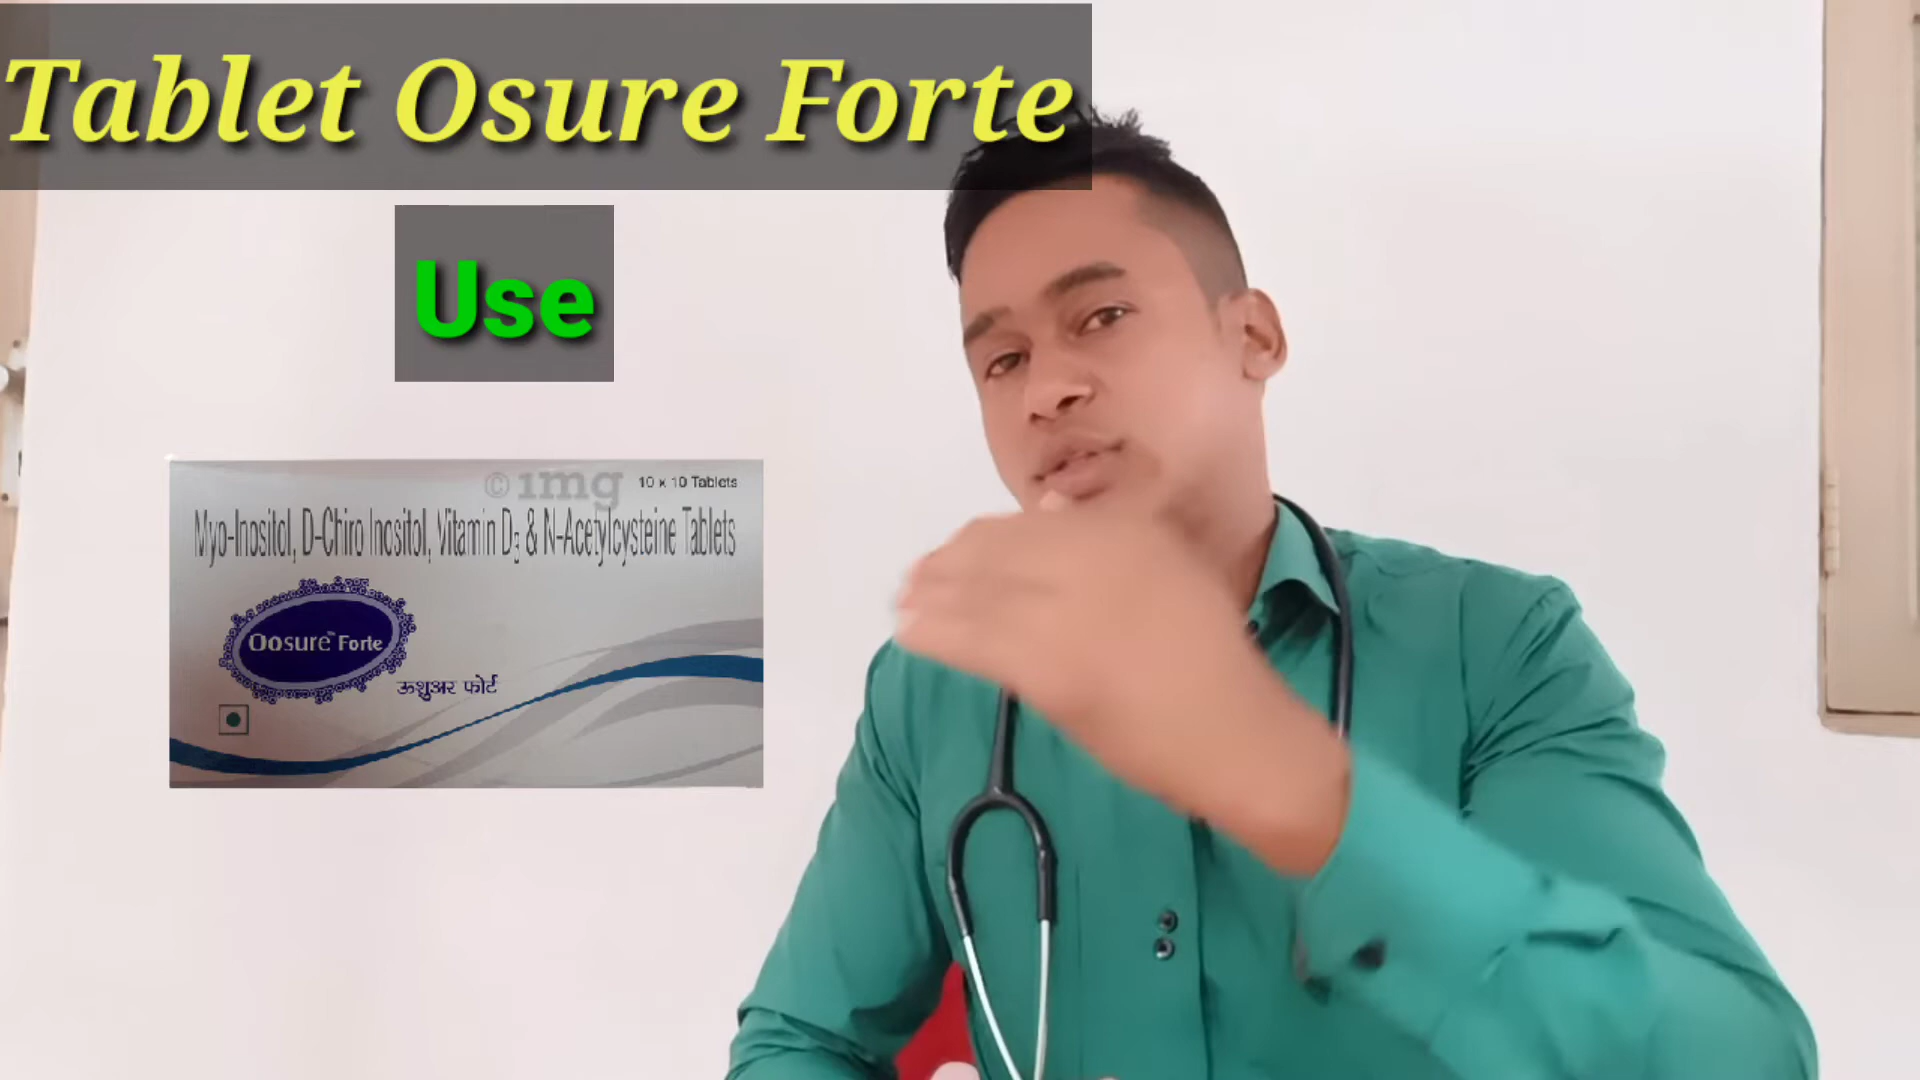 Tablet Osure Forte
Use
© 1mg
10 x 10 Tablets
Myo-Inositol, D-Chiro Inositol, Vitamin D3 & N-Acetylcysteine Tablets
Oosure™ Forte
ऊशुअर फोर्ट